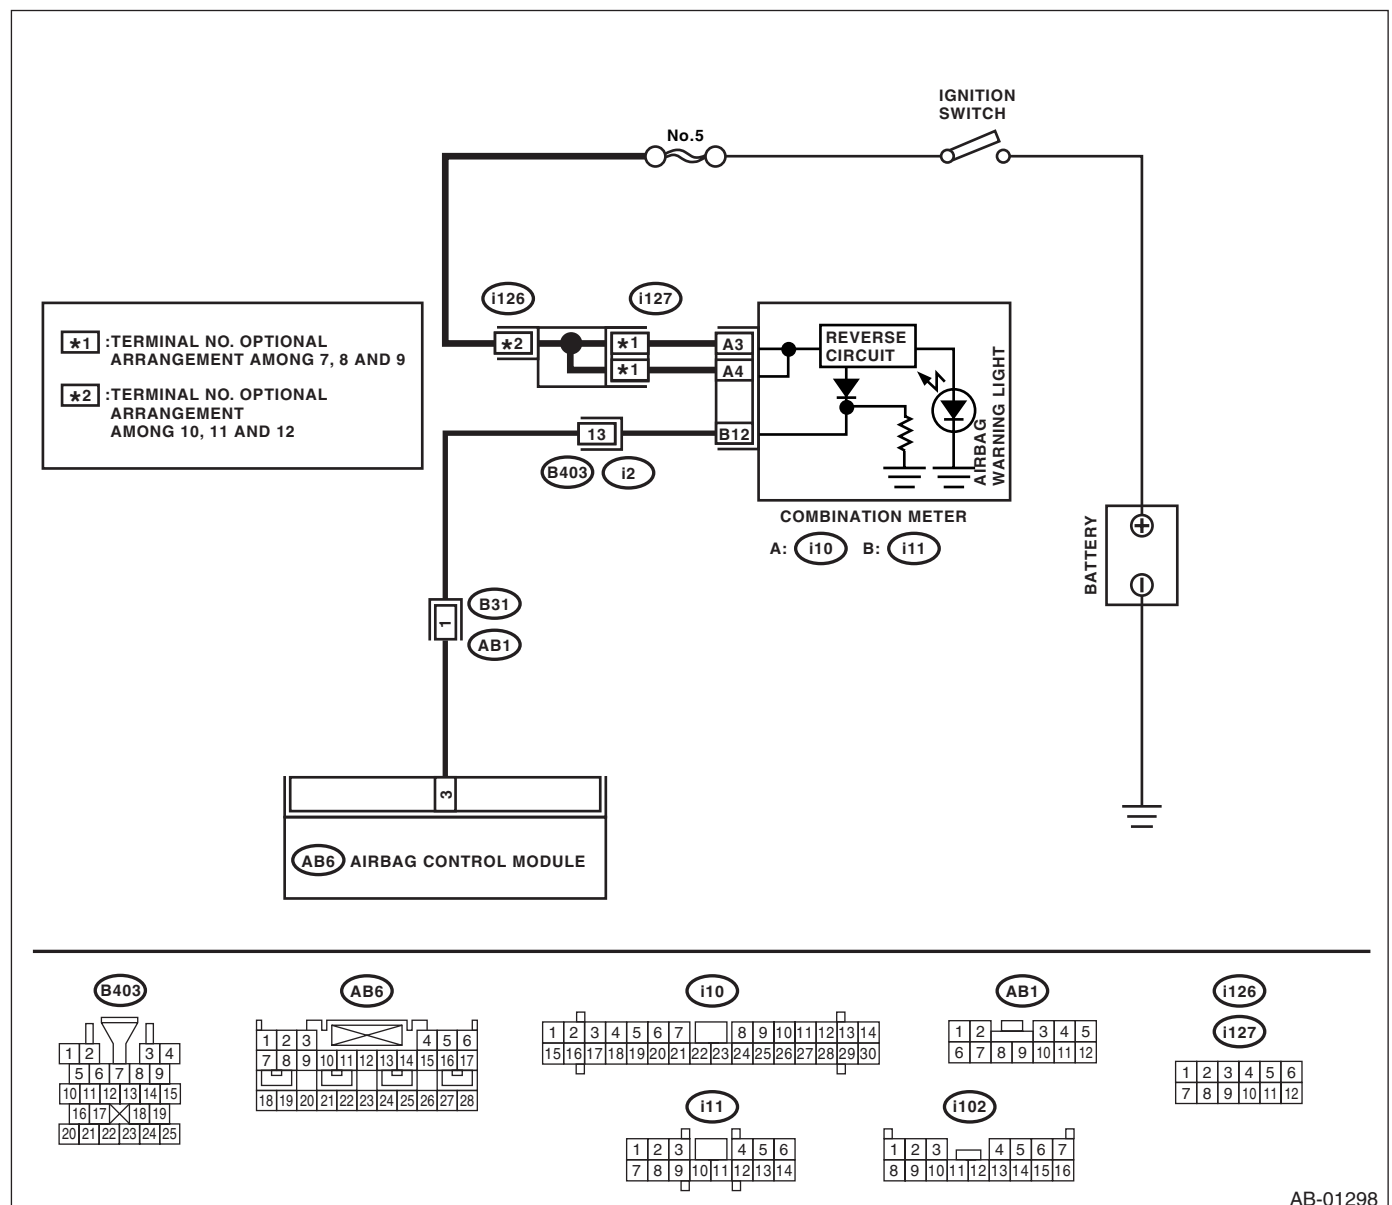 IGNITION
SWITCH
No.5
i126
i127
*1 :TERMINAL NO. OPTIONAL
ARRANGEMENT AMONG 7, 8 AND 9
*2 :TERMINAL NO. OPTIONAL
ARRANGEMENT
AMONG 10, 11 AND 12
*2
*1
A3
*1
A4
REVERSE
CIRCUIT
AIRBAG
WARNING LIGHT
13
B12
B403
i2
COMBINATION METER
A: i10 B: i11
BATTERY
+
−
B31
1
AB1
3
AB6 AIRBAG CONTROL MODULE
B403
1 2 3 4
5 6 7 8 9
10 11 12 13 14 15
16 17 18 19
20 21 22 23 24 25
AB6
1 2 3 4 5 6
7 8 9 10 11 12 13 14 15 16 17
18 19 20 21 22 23 24 25 26 27 28
i10
1 2 3 4 5 6 7 8 9 10 11 12 13 14
15 16 17 18 19 20 21 22 23 24 25 26 27 28 29 30
i11
1 2 3 4 5 6
7 8 9 10 11 12 13 14
AB1
1 2 3 4 5
6 7 8 9 10 11 12
i102
1 2 3 4 5 6 7
8 9 10 11 12 13 14 15 16
i126
i127
1 2 3 4 5 6
7 8 9 10 11 12
AB-01298